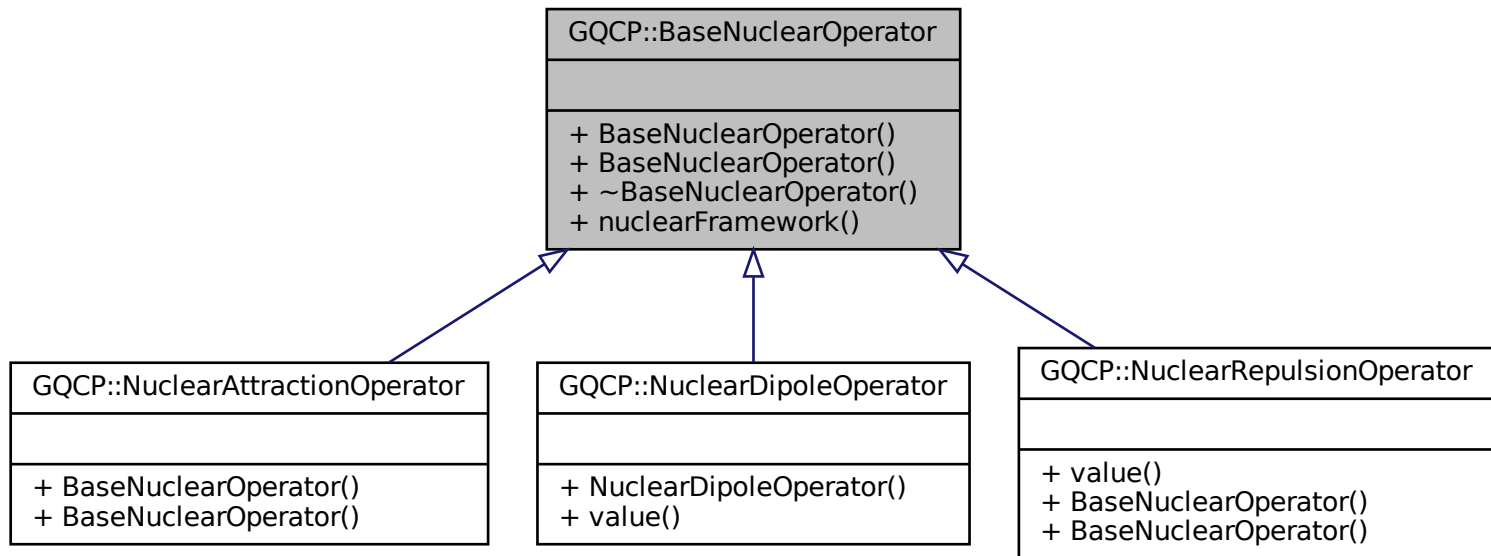 GQCP::BaseNuclearOperator
+ BaseNuclearOperator()
+ BaseNuclearOperator()
+ ~BaseNuclearOperator()
+ nuclearFramework()
GQCP::NuclearAttractionOperator
+ BaseNuclearOperator()
+ BaseNuclearOperator()
GQCP::NuclearDipoleOperator
+ NuclearDipoleOperator()
+ value()
GQCP::NuclearRepulsionOperator
+ value()
+ BaseNuclearOperator()
+ BaseNuclearOperator()